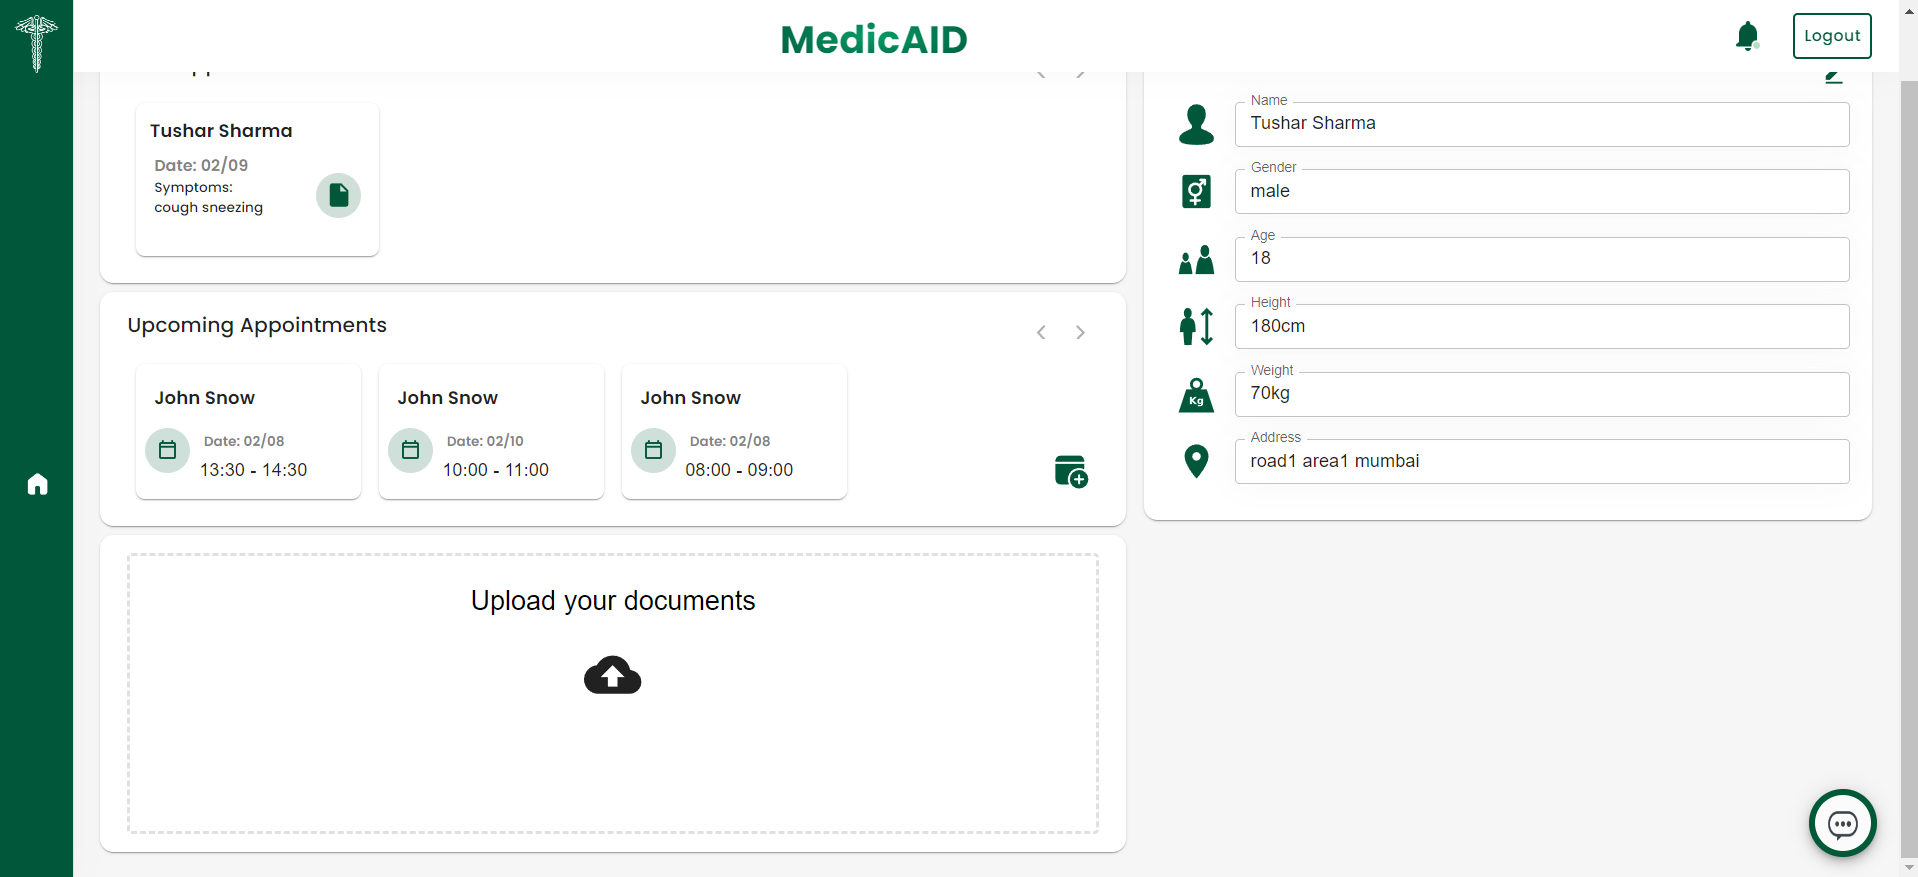 MedicAID
Logout
Tushar Sharma
Date: 02/09
Symptoms:
cough sneezing
Upcoming Appointments
John Snow
Date: 02/08
13:30 - 14:30
John Snow
Date: 02/10
10:00 - 11:00
John Snow
Date: 02/08
08:00 - 09:00
Upload your documents
Name
Tushar Sharma
Gender
male
Age
18
Height
180cm
Weight
Kg
70kg
Address
road1 area1 mumbai